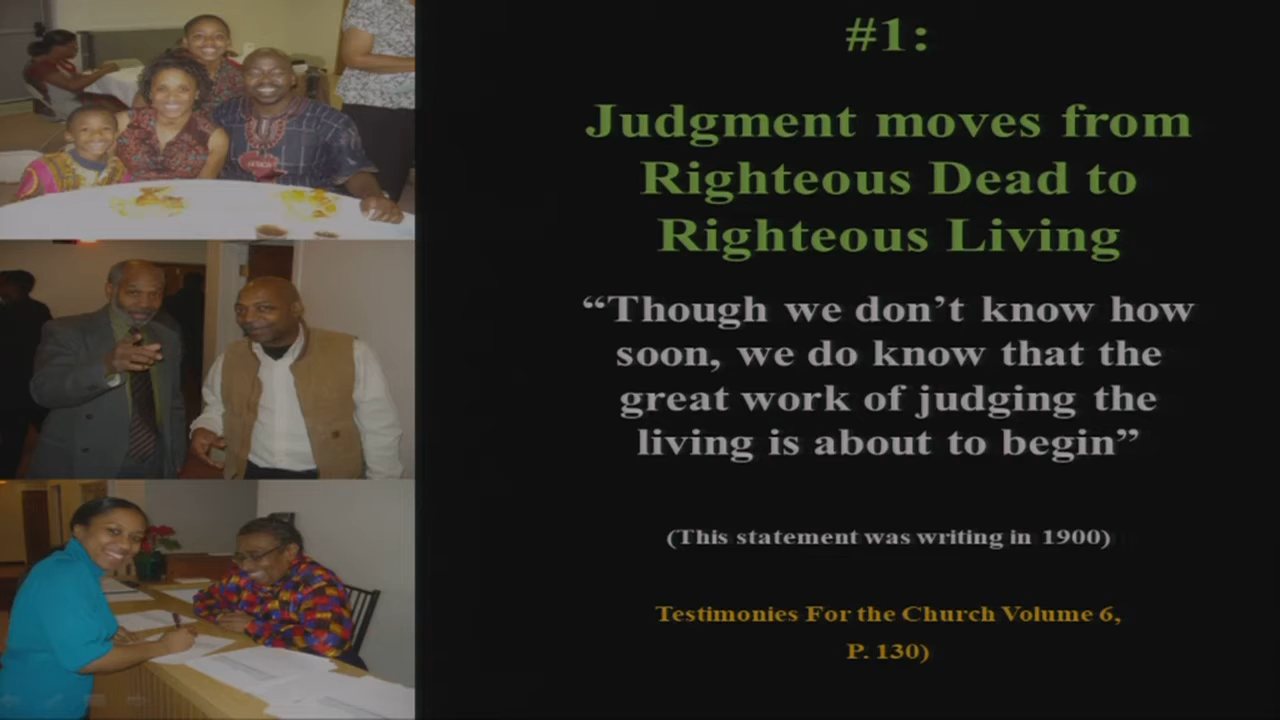 #1:
Judgment moves from
Righteous Dead to
Righteous Living
“Though we don’t know how
soon, we do know that the
great work of judging the
living is about to begin”
(This statement was writing in 1900)
Testimonies For the Church Volume 6,
P. 130)